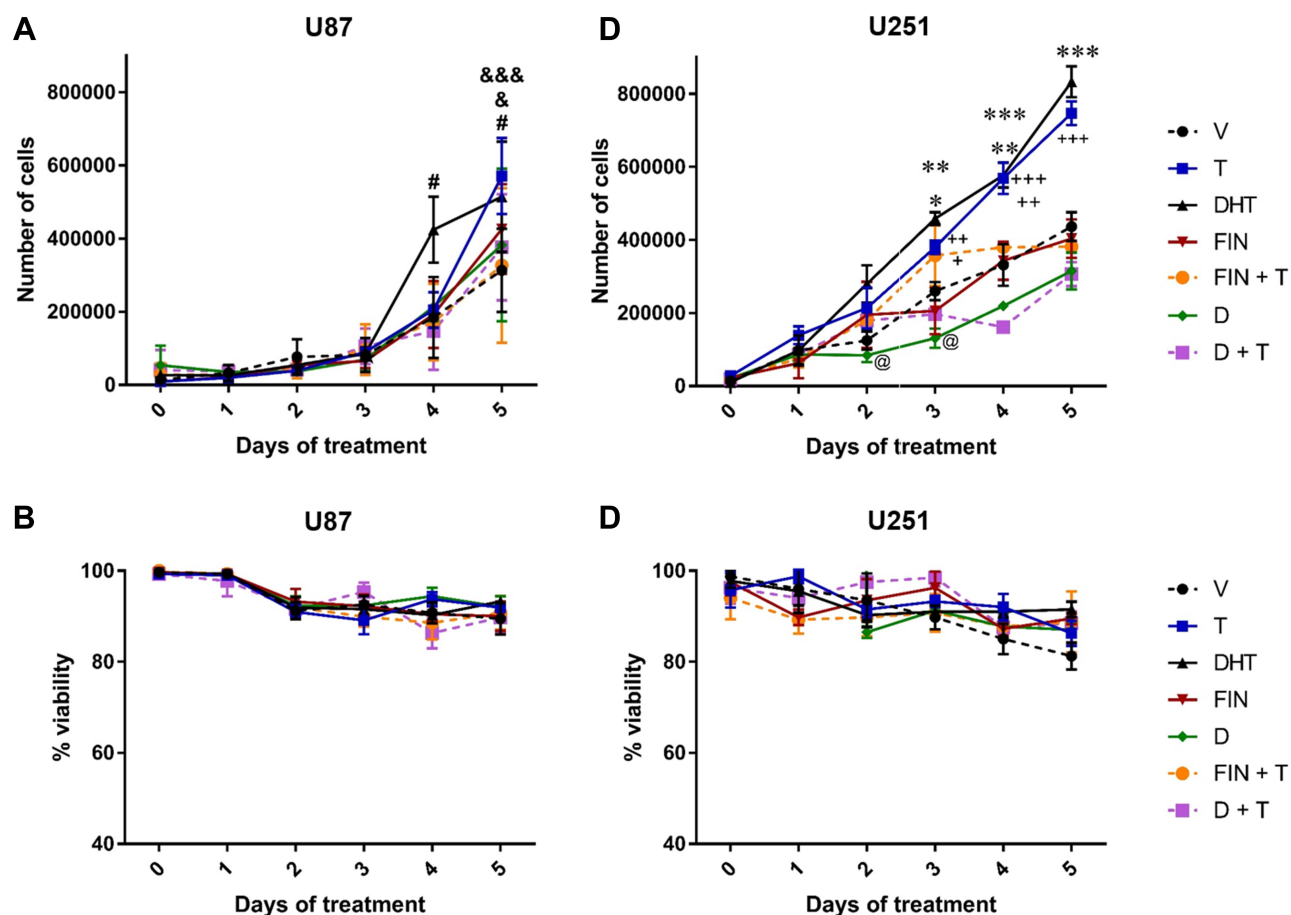 A
U87
&&&
&
#
#
800000
600000
400000
200000
0
Number of cells
0 1 2 3 4 5
Days of treatment
D
U251
***
***
**
**
*
+++
+++
++
++
+
@
@
800000
600000
400000
200000
0
Number of cells
0 1 2 3 4 5
Days of treatment
V
T
DHT
FIN
FIN + T
D
D + T
B
U87
100
80
60
40
% viability
0 1 2 3 4 5
Days of treatment
D
U251
100
80
60
40
% viability
0 1 2 3 4 5
Days of treatment
V
T
DHT
FIN
D
FIN + T
D + T